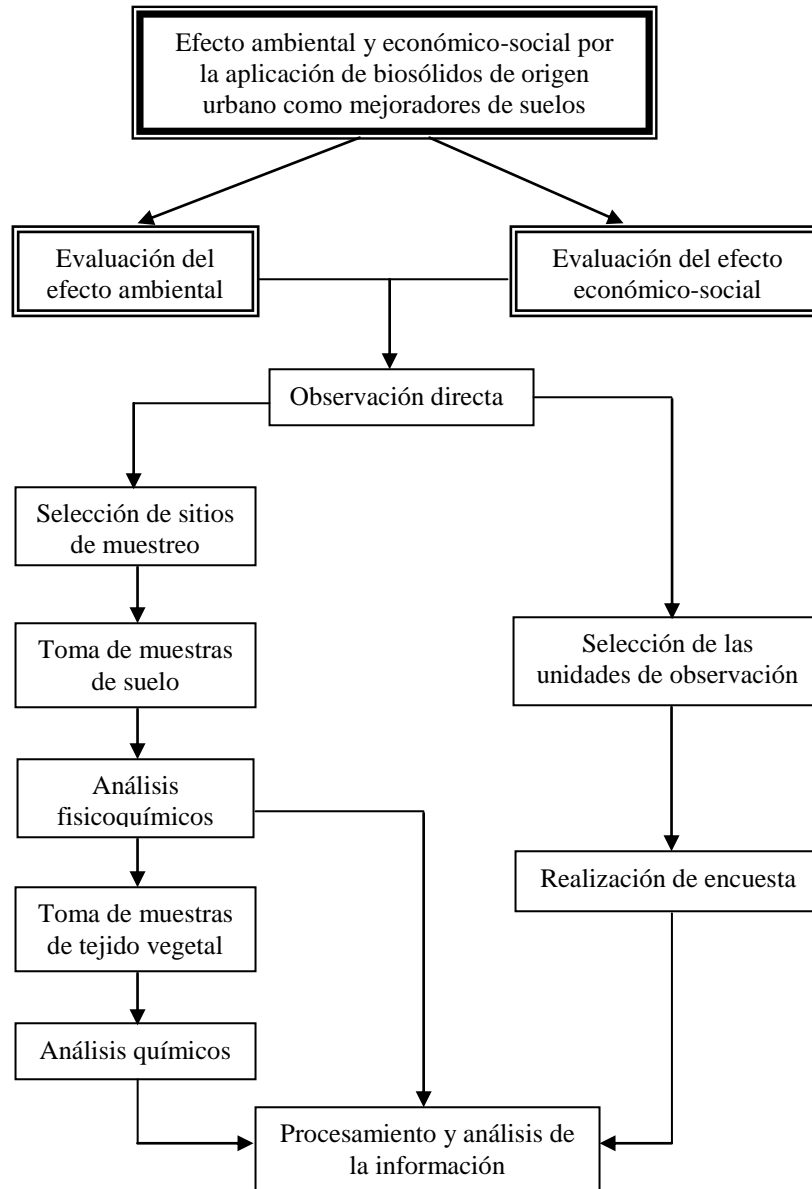 Efecto ambiental y económico-social por
la aplicación de biosólidos de origen
urbano como mejoradores de suelos
Evaluación del
efecto ambiental
Evaluación del efecto
económico-social
Observación directa
Selección de sitios
de muestreo
Toma de muestras
de suelo
Selección de las
unidades de observación
Análisis
fisicoquímicos
Realización de encuesta
Toma de muestras
de tejido vegetal
Análisis químicos
Procesamiento y análisis de
la información